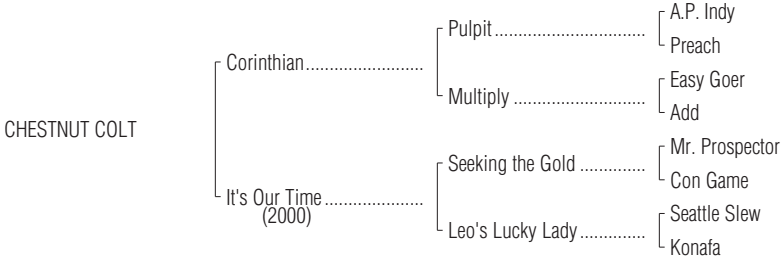 A.P. Indy
Pulpit..............................
Preach
Corinthian.......................
Easy Goer
Multiply ..........................
Add
CHESTNUT COLT
Mr. Prospector
Seeking the Gold .............
Con Game
It's Our Time...................
(2000)
Seattle Slew
Leo's Lucky Lady.............
Konafa